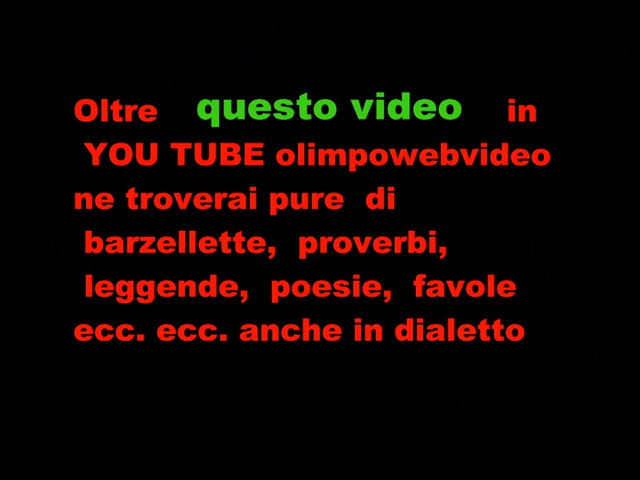 Oltre questo video in
YOU TUBE olimpowebvideo
ne troverai pure di
barzellette, proverbi,
leggende, poesie, favole
ecc. ecc. anche in dialetto